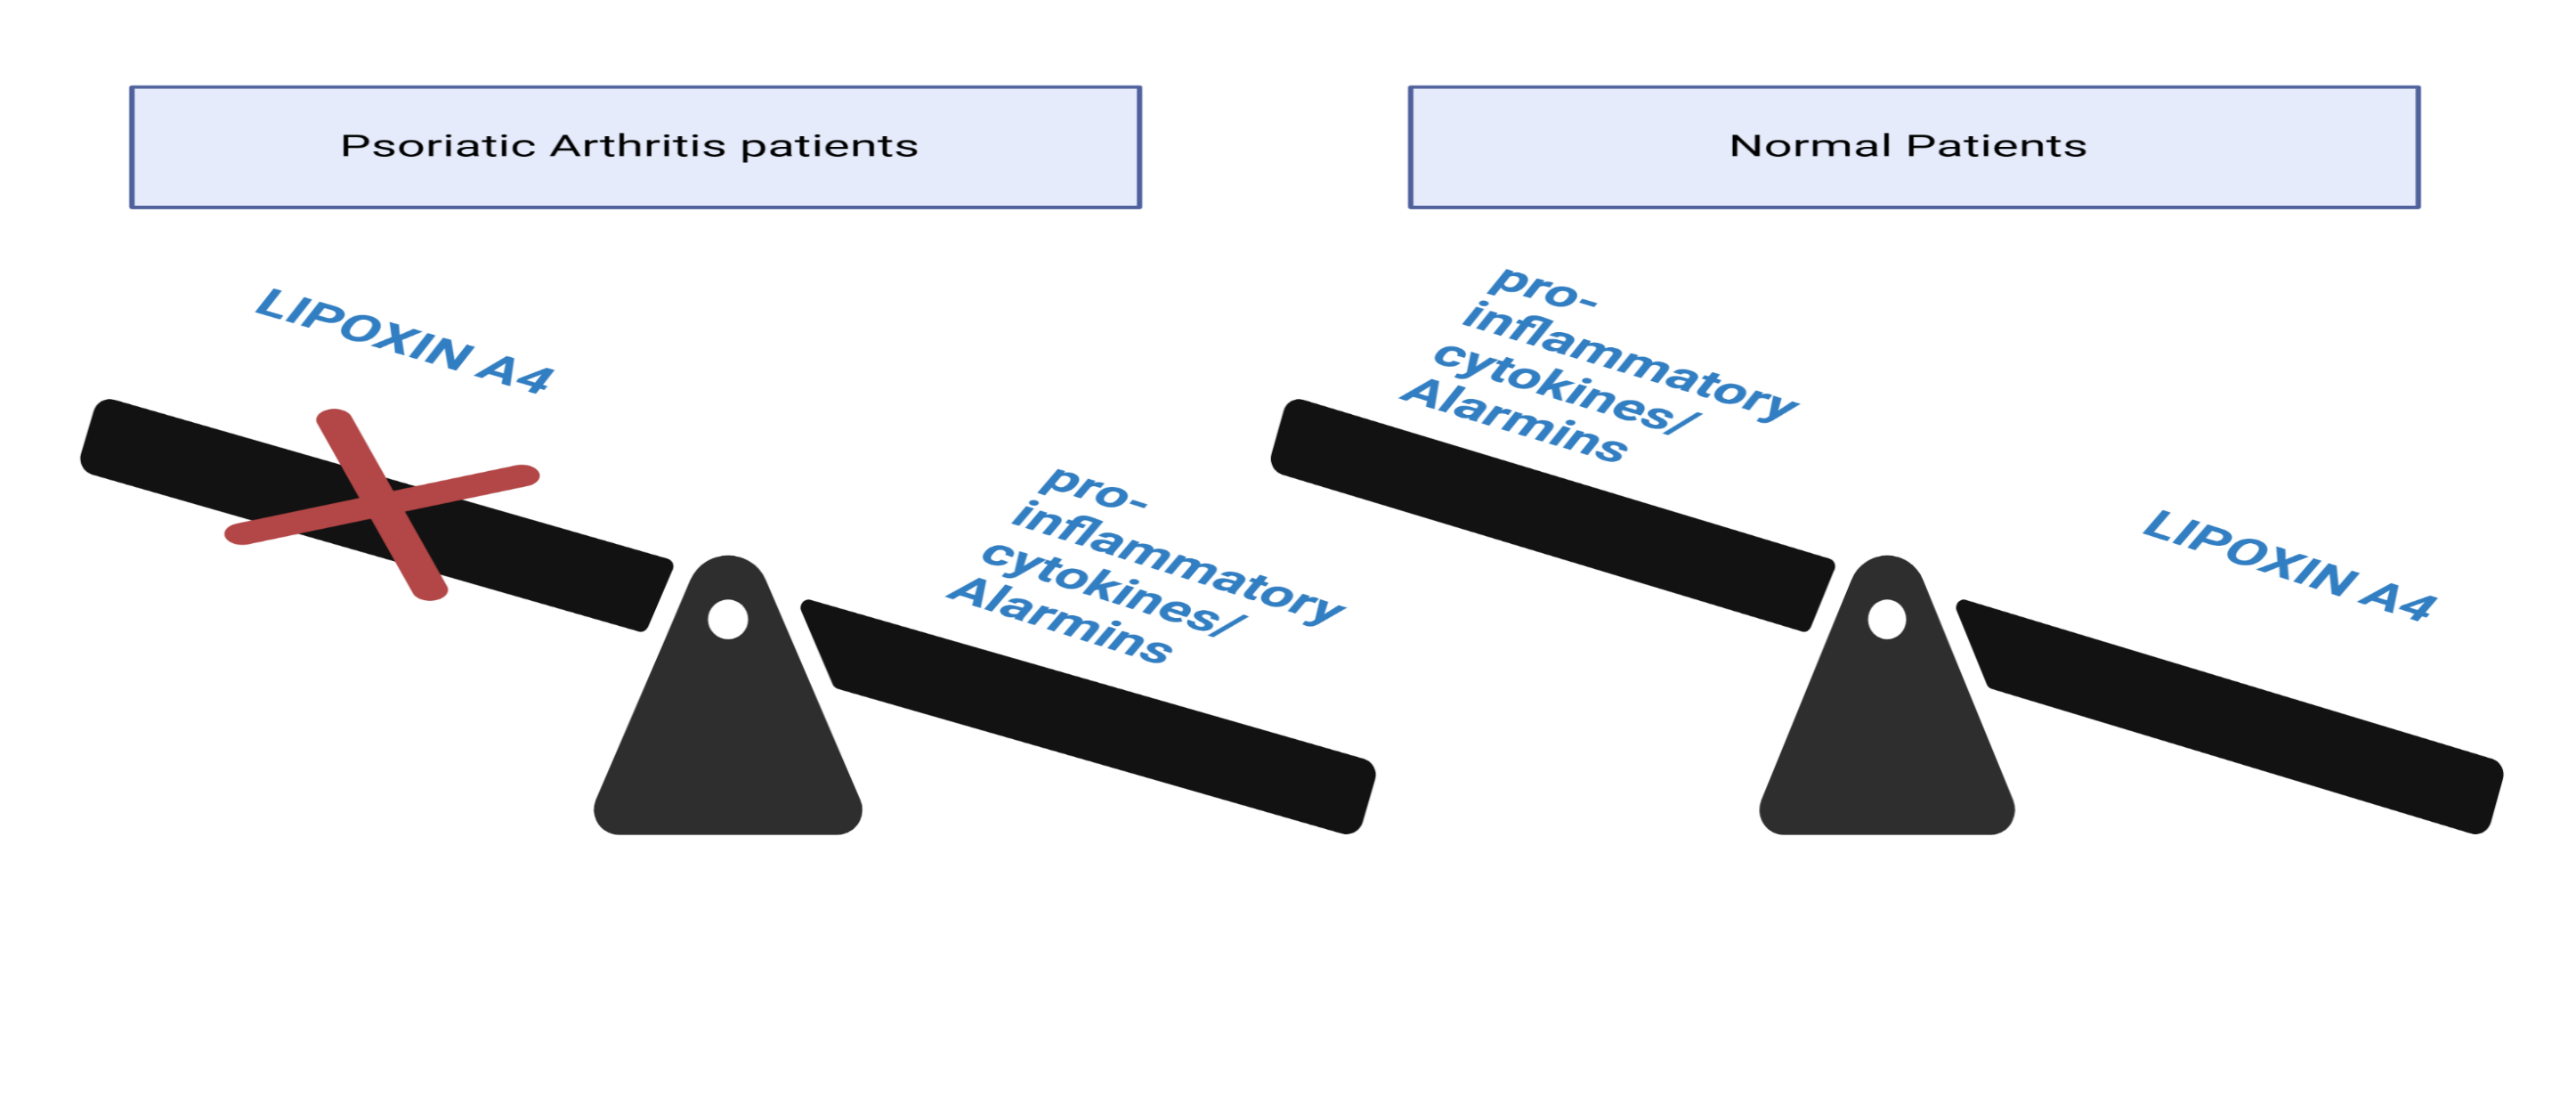 Psoriatic Arthritis patients
Normal Patients
LIPOXIN A4
pro-
inflammatory
cytokines/
Alarmins
pro-
inflammatory
cytokines/
Alarmins
LIPOXIN A4